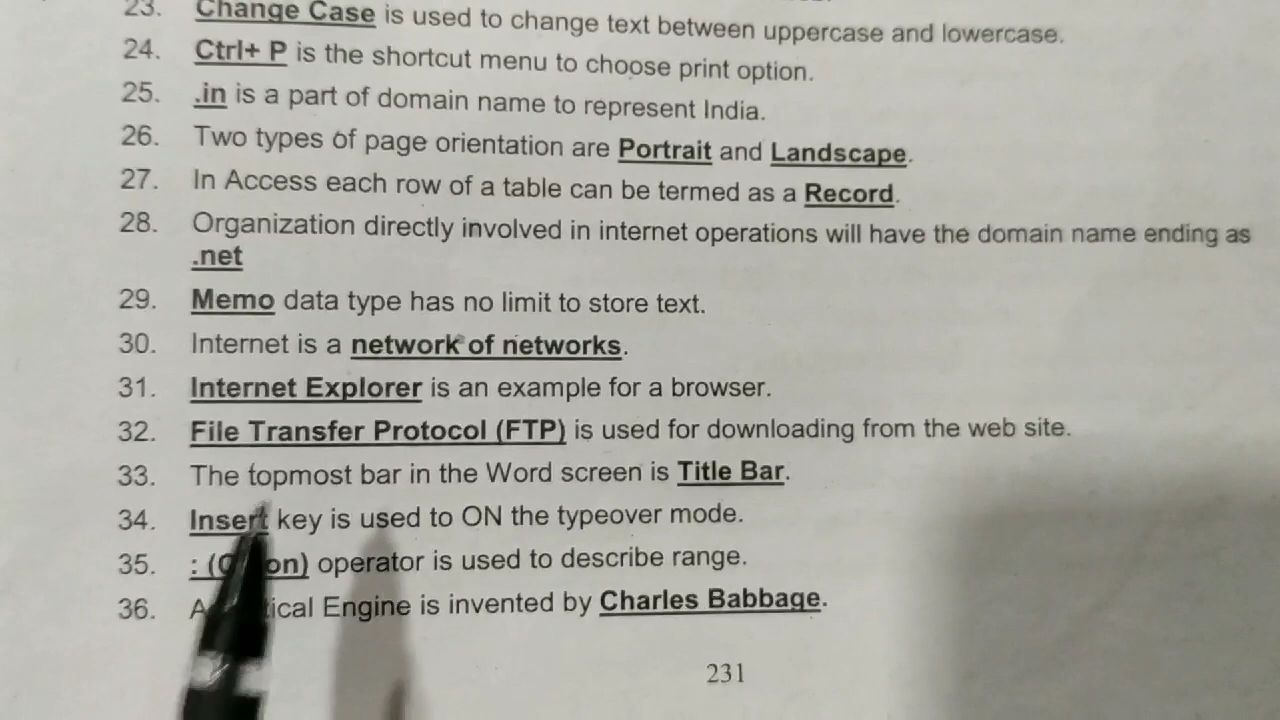 23. Change Case is used to change text between uppercase and lowercase.
24. Ctrl+ P is the shortcut menu to choose print option.
25. .in is a part of domain name to represent India.
26. Two types of page orientation are Portrait and Landscape.
27. In Access each row of a table can be termed as a Record.
28. Organization directly involved in internet operations will have the domain name ending as
.net
29. Memo data type has no limit to store text.
30. Internet is a network of networks.
31. Internet Explorer is an example for a browser.
32. File Transfer Protocol (FTP) is used for downloading from the web site.
33. The topmost bar in the Word screen is Title Bar.
34. Insert key is used to ON the typeover mode.
35. : operator is used to describe range.
36. Engine is invented by Charles Babbage.
231